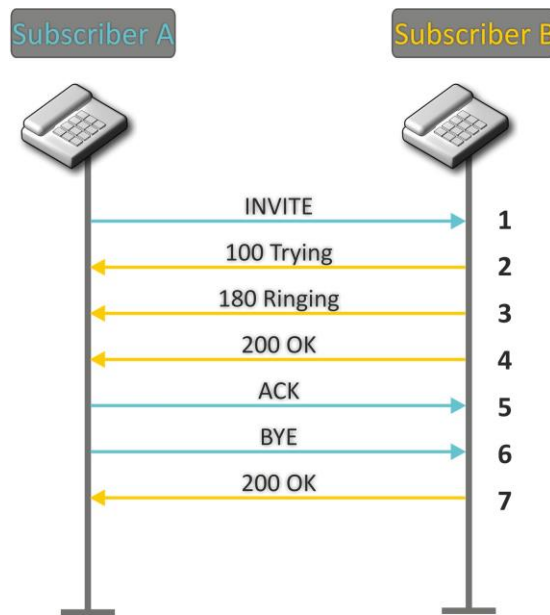 Subscriber A
Subscriber B
INVITE
1
100 Trying
2
180 Ringing
3
200 OK
4
ACK
5
BYE
6
200 OK
7